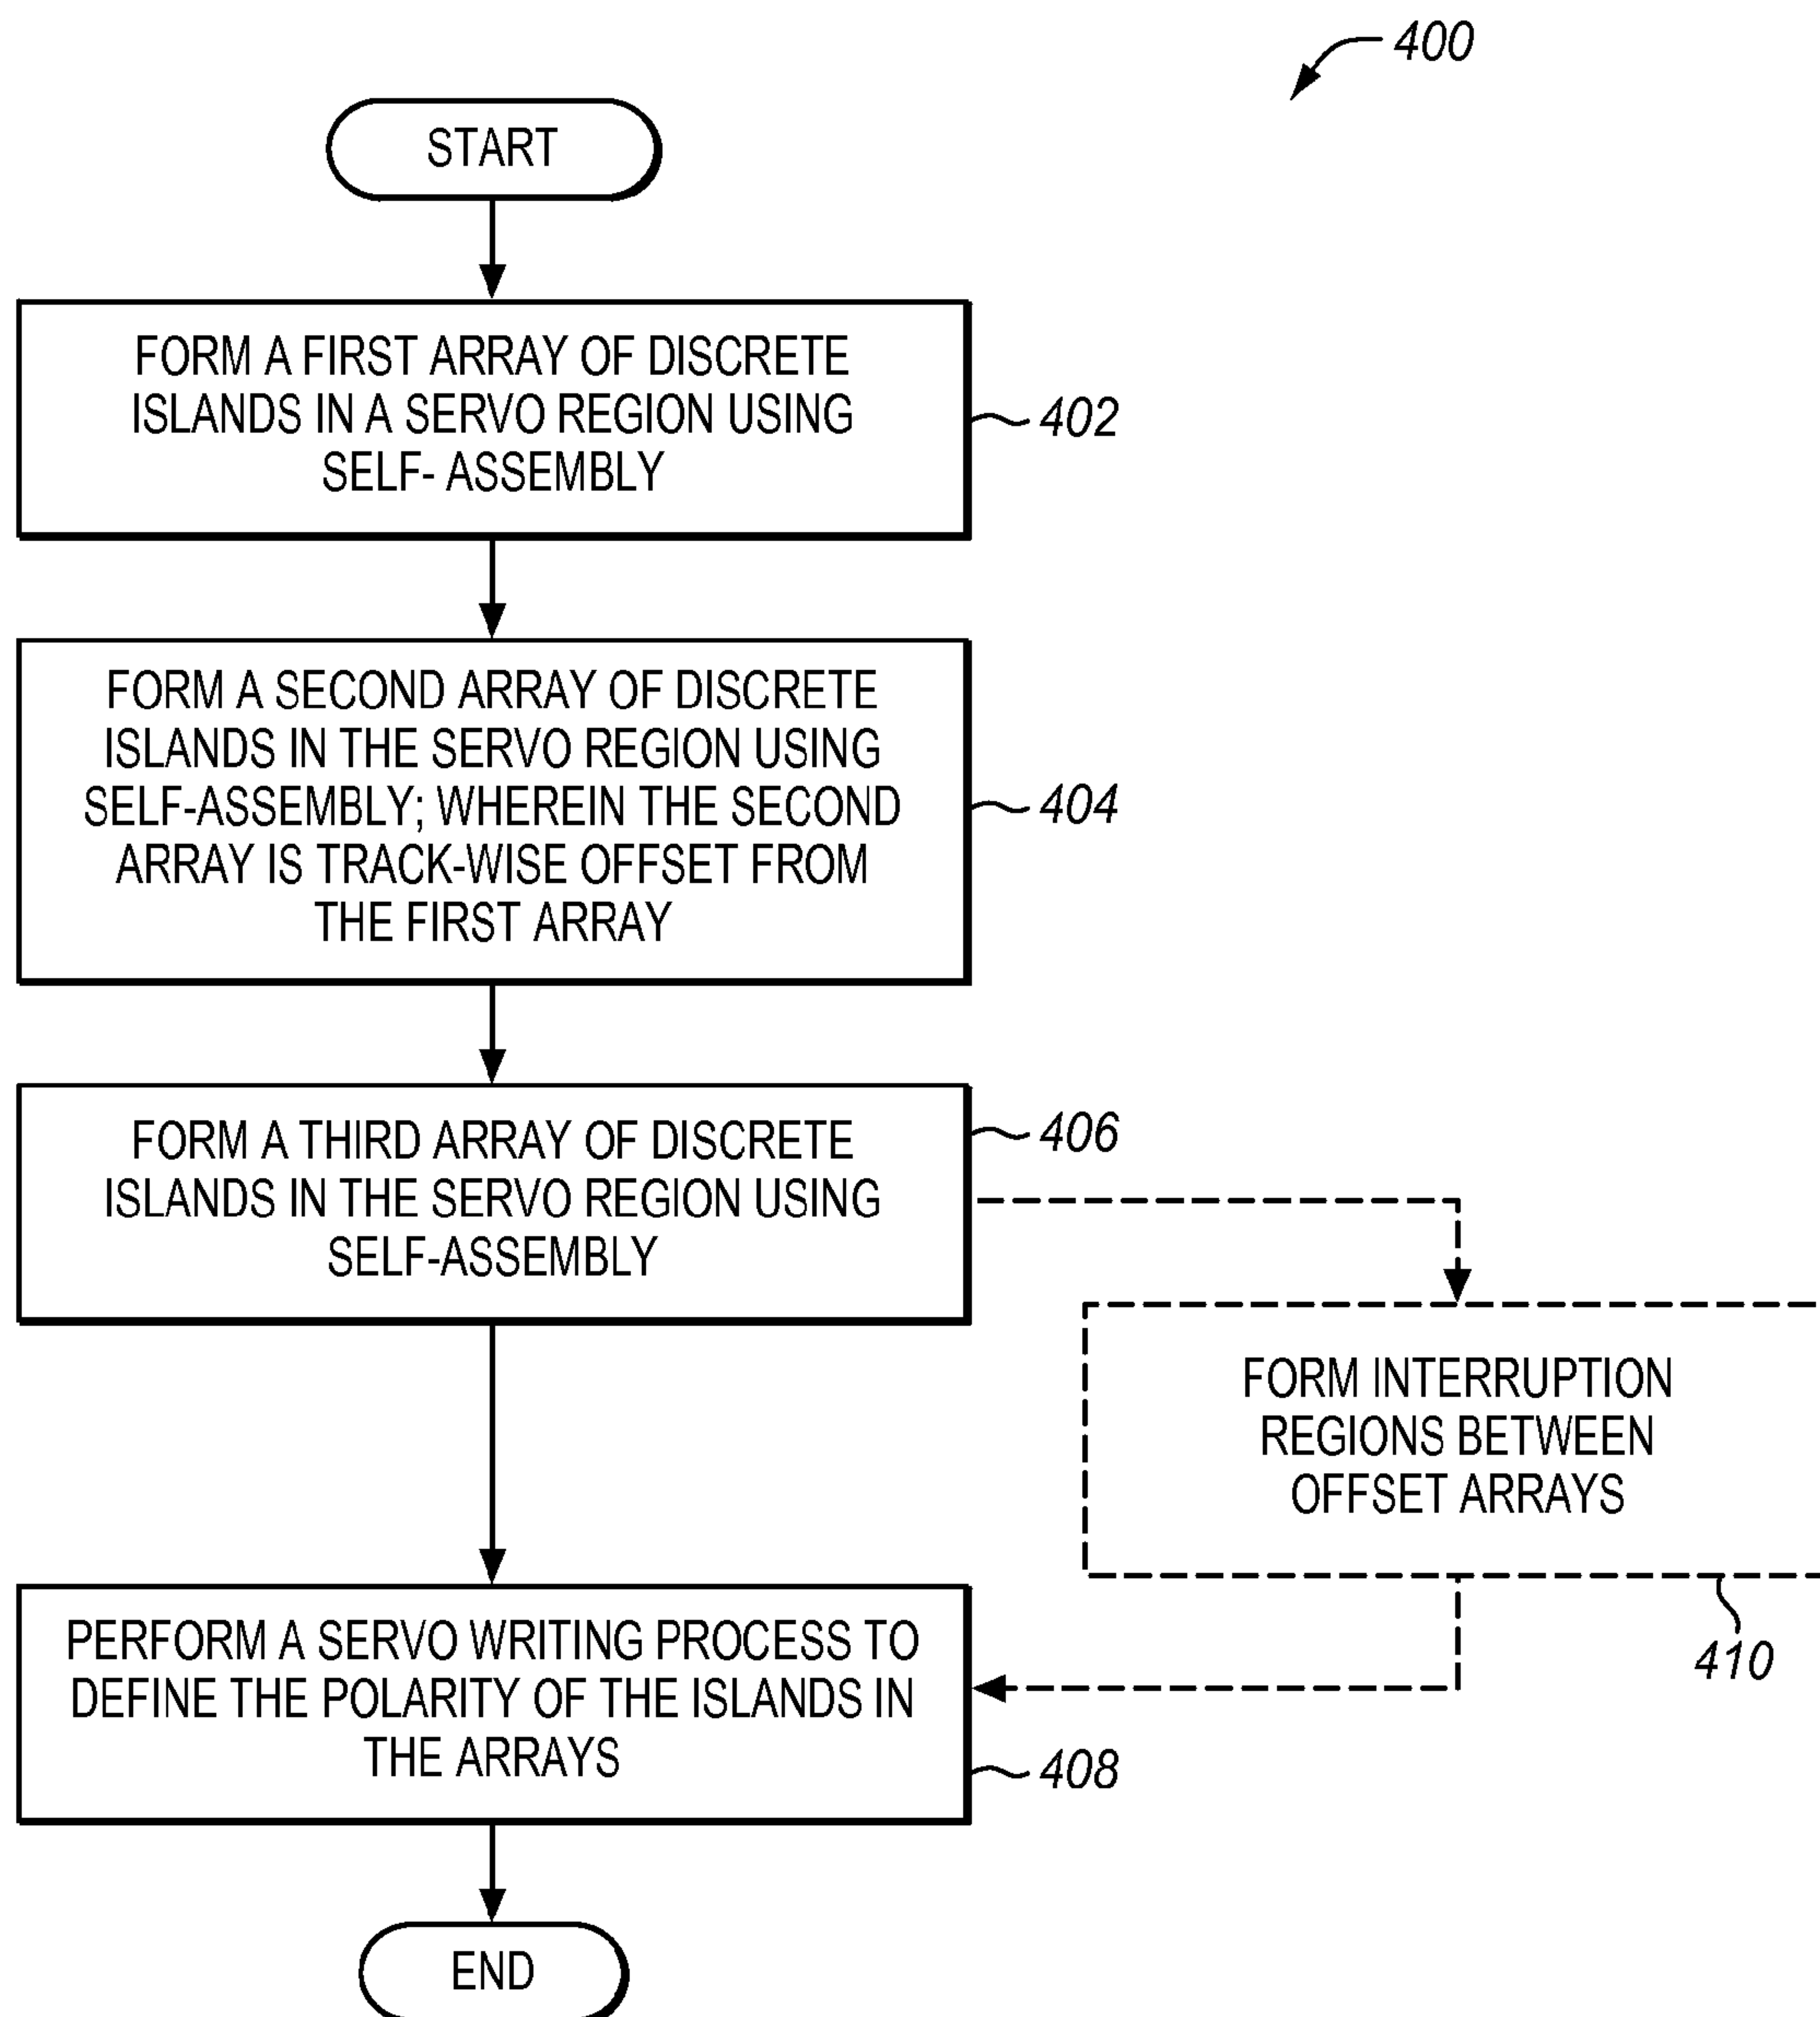 400
START
FORM A FIRST ARRAY OF DISCRETE
ISLANDS IN A SERVO REGION USING
SELF- ASSEMBLY
402
FORM A SECOND ARRAY OF DISCRETE
ISLANDS IN THE SERVO REGION USING
SELF-ASSEMBLY; WHEREIN THE SECOND
ARRAY IS TRACK-WISE OFFSET FROM
THE FIRST ARRAY
404
FORM A THIRD ARRAY OF DISCRETE
ISLANDS IN THE SERVO REGION USING
SELF-ASSEMBLY
406
FORM INTERRUPTION
REGIONS BETWEEN
OFFSET ARRAYS
410
PERFORM A SERVO WRITING PROCESS TO
DEFINE THE POLARITY OF THE ISLANDS IN
THE ARRAYS
408
END